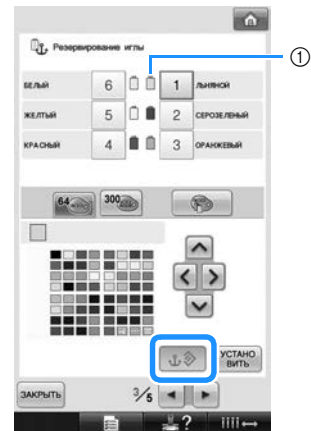 Резервирование иглы
①
БЕЛЫЙ 6 1 ЛЬНЯНОЙ
ЖЕЛТЫЙ 5 2 СЕРОЗЕЛЕНЫЙ
КРАСНЫЙ 4 3 ОРАНЖЕВЫЙ
64 300
УСТАНО
ВИТЬ
ЗАКРЫТЬ 3/5
?